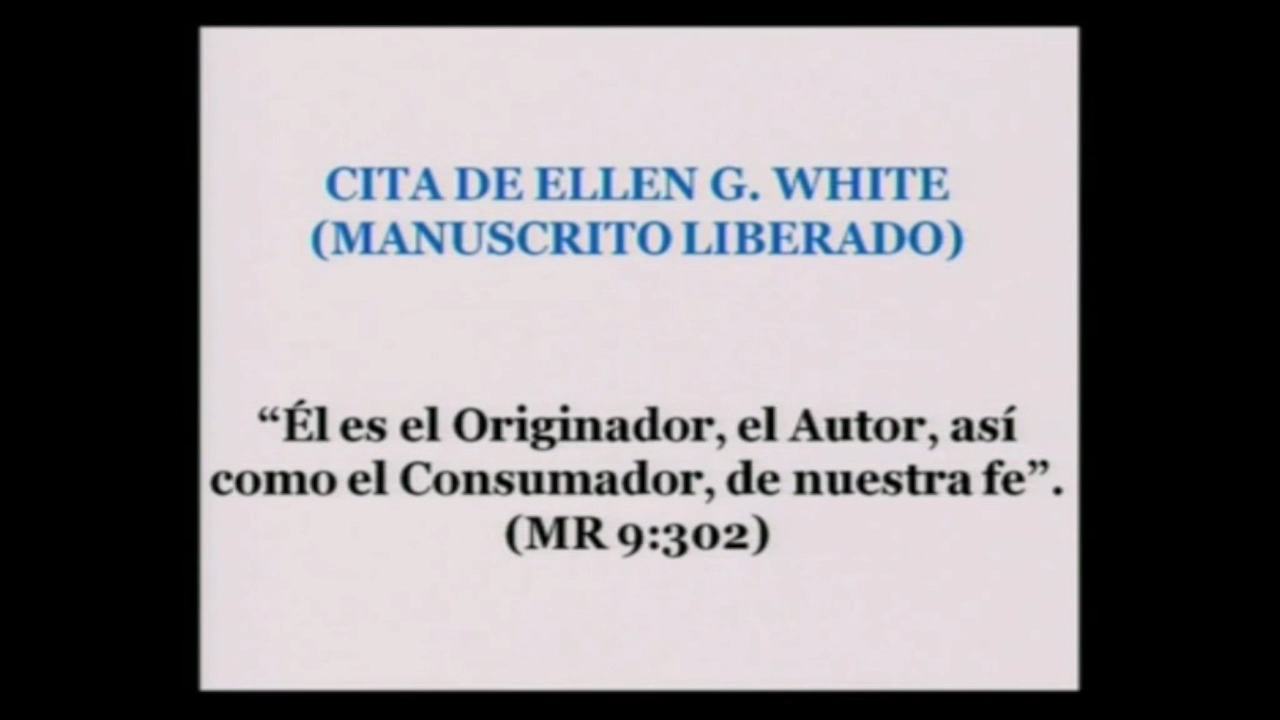 CITA DE ELLEN G. WHITE
(MANUSCRITO LIBERADO)
“Él es el Originador, el Autor, así
como el Consumador, de nuestra fe”.
(MR 9:302)